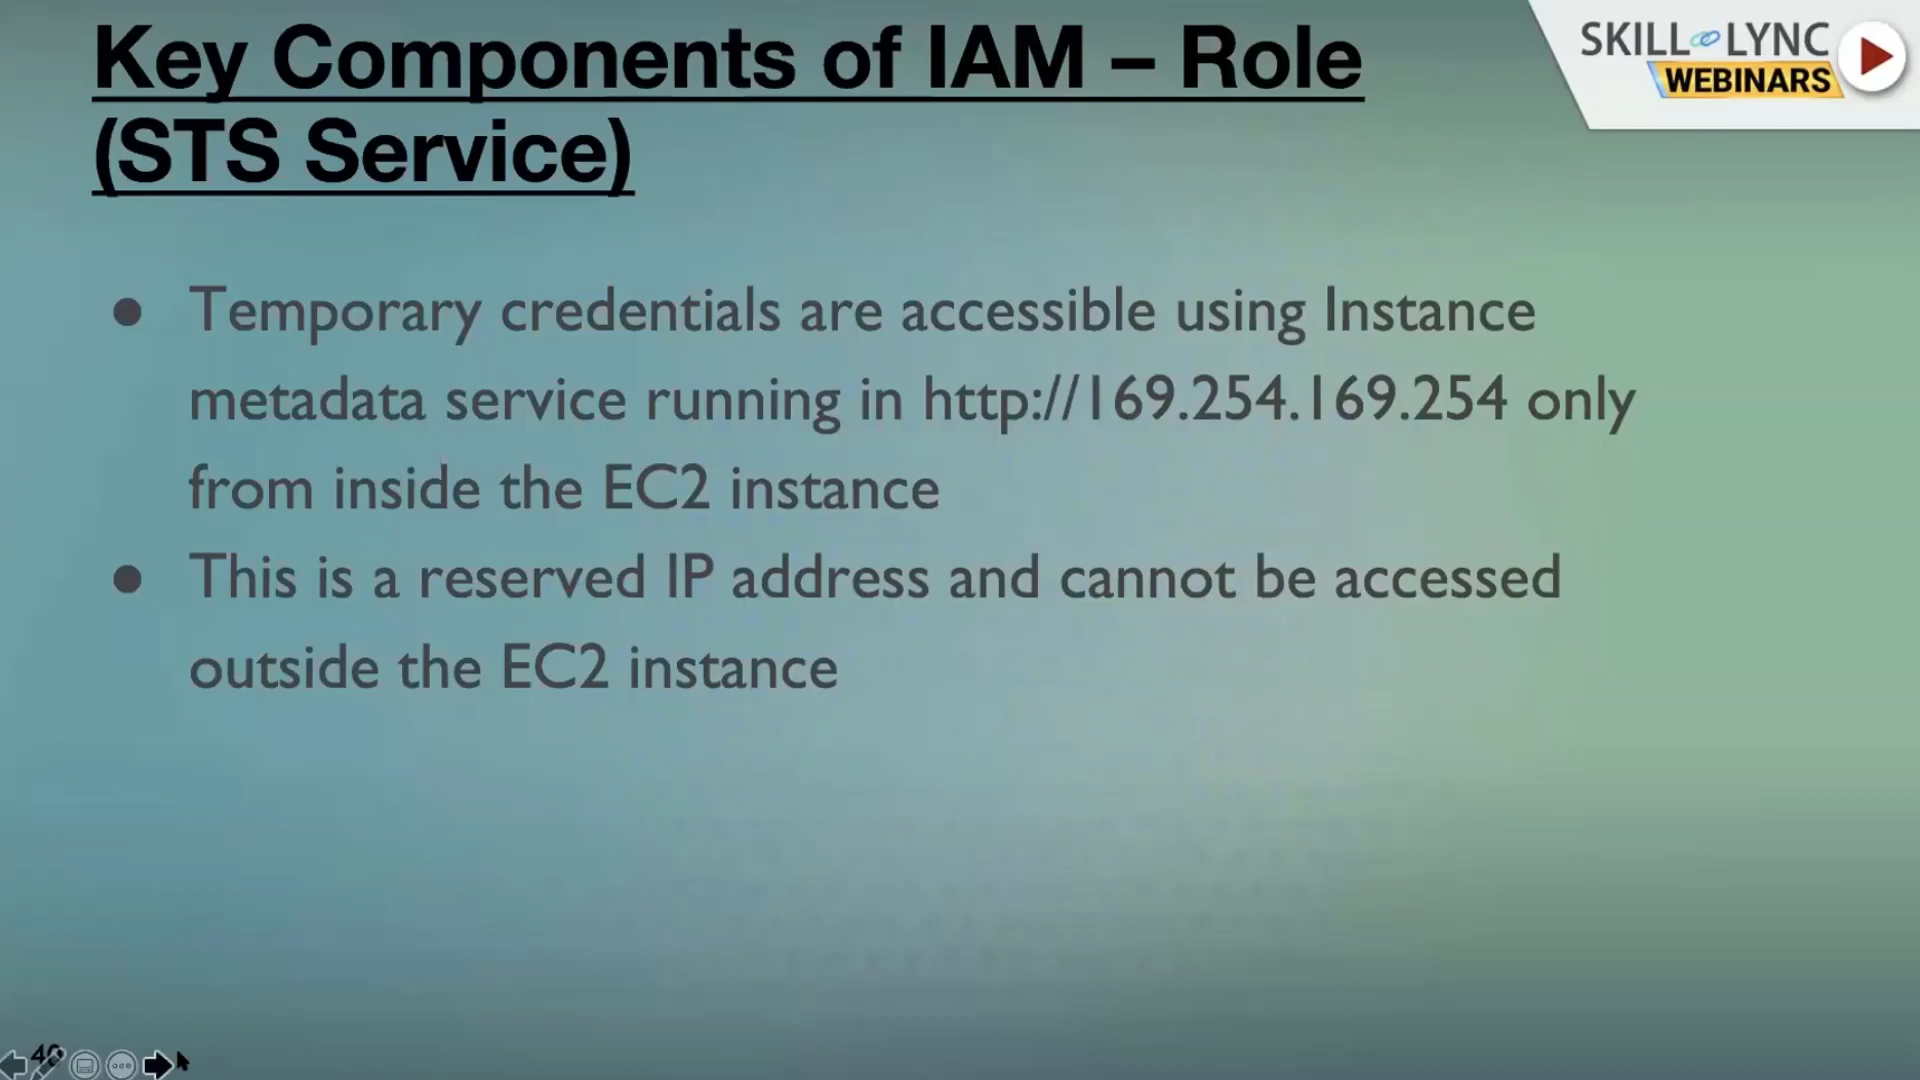 Key Components of IAM – Role
(STS Service)
SKILL LYNC
WEBINARS
● Temporary credentials are accessible using Instance
metadata service running in http://169.254.169.254 only
from inside the EC2 instance
● This is a reserved IP address and cannot be accessed
outside the EC2 instance